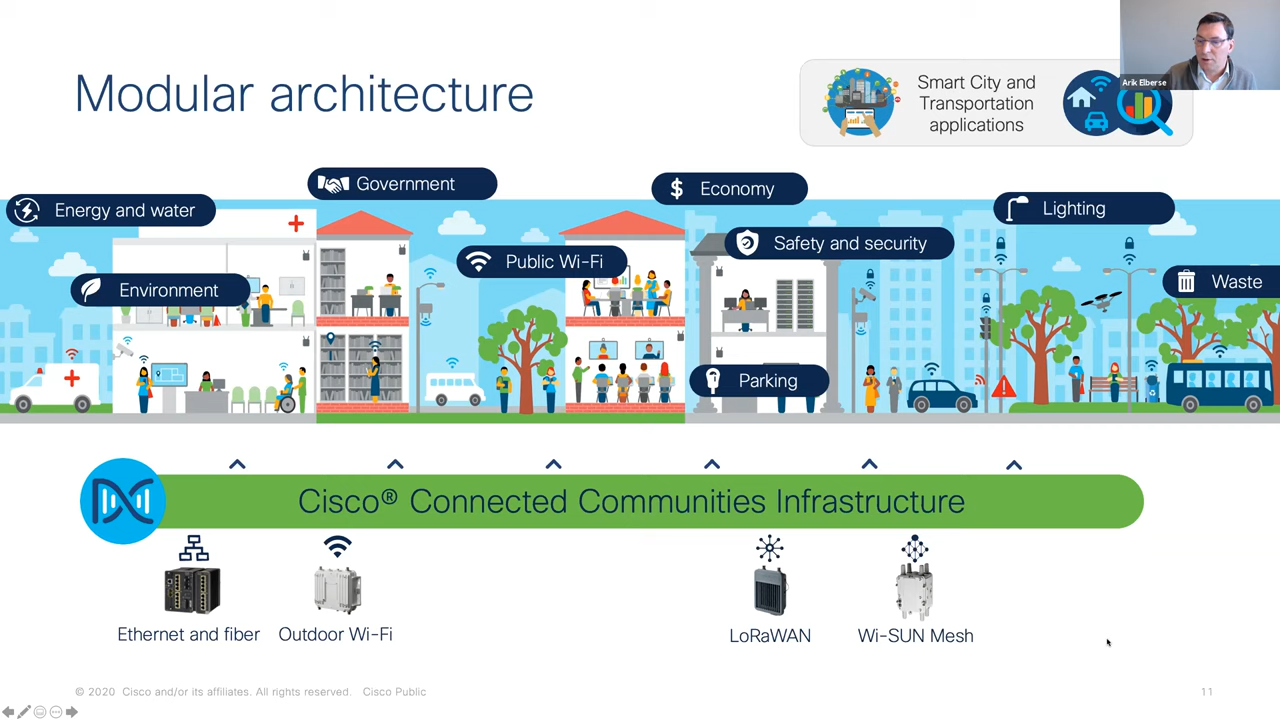 Modular architecture
Smart City and
Transportation
applications
Arik Elberse
Government
Economy
Energy and water
Lighting
Safety and security
Public Wi-Fi
Environment
Waste
Parking
Cisco® Connected Communities Infrastructure
Ethernet and fiber
Outdoor Wi-Fi
LoRaWAN
Wi-SUN Mesh
© 2020 Cisco and/or its affiliates. All rights reserved. Cisco Public
11